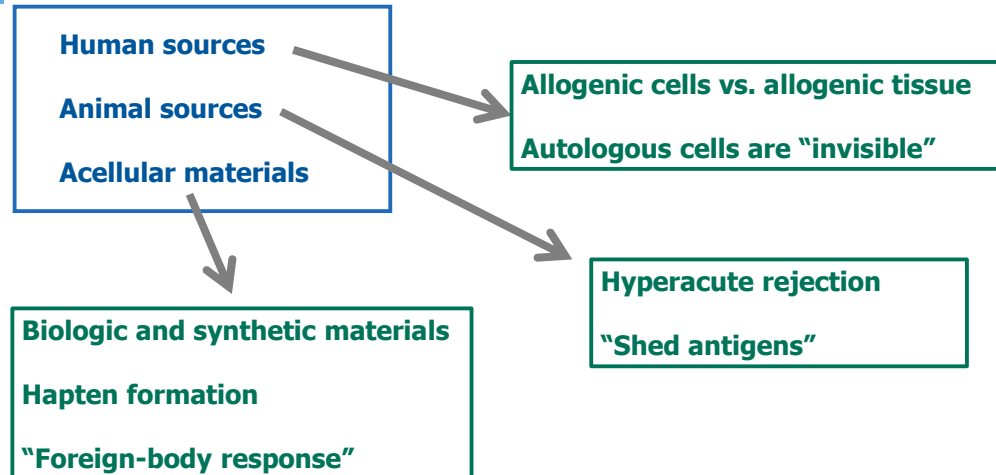 Human sources
Animal sources
Acellular materials
Allogenic cells vs. allogenic tissue
Autologous cells are “invisible”
Hyperacute rejection
“Shed antigens”
Biologic and synthetic materials
Hapten formation
“Foreign-body response”